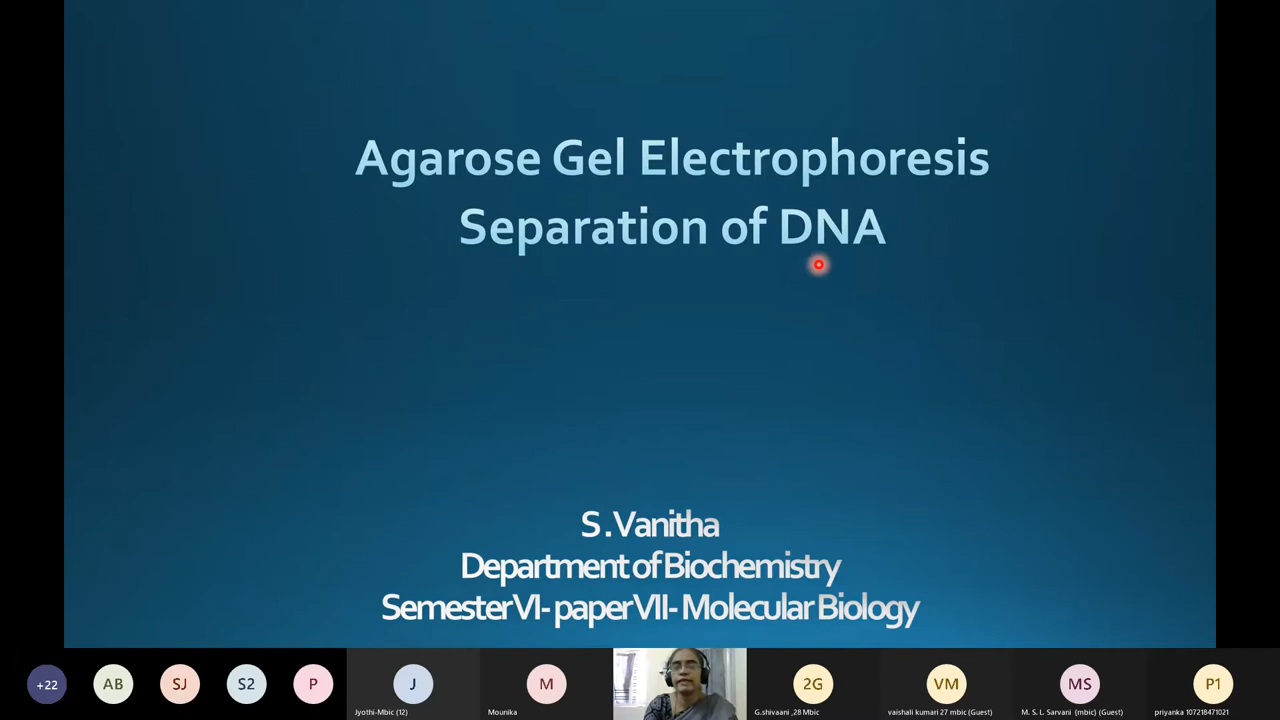 Agarose Gel Electrophoresis
Separation of DNA
S .Vanitha
Department of Biochemistry
Semester VI- paper VII- Molecular Biology
+22
AB
SJ
S2
P
J
M
2G
VM
MS
P1
Jyothi-Mbic (12)
Mounika
G.shivaani ,28 Mbic
vaishali kumari 27 mbic (Guest)
M. S. L. Sarvani (mbic) (Guest)
priyanka 107218471021